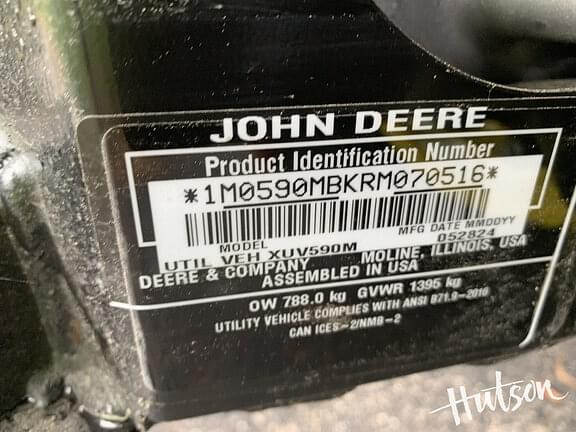 JOHN DEERE
Product Identification Number
*1M0590MBKRM070516*
MODEL MFG DATE MMDDYY
UTIL VEH XUV590M 052824
DEERE & COMPANY MOLINE, ILLINOIS, USA
ASSEMBLED IN USA
OW 788.0 kg GVWR 1395 kg
UTILITY VEHICLE COMPLIES WITH ANSI B71.9-2016
CAN ICES-2/NMB-2
Hutson